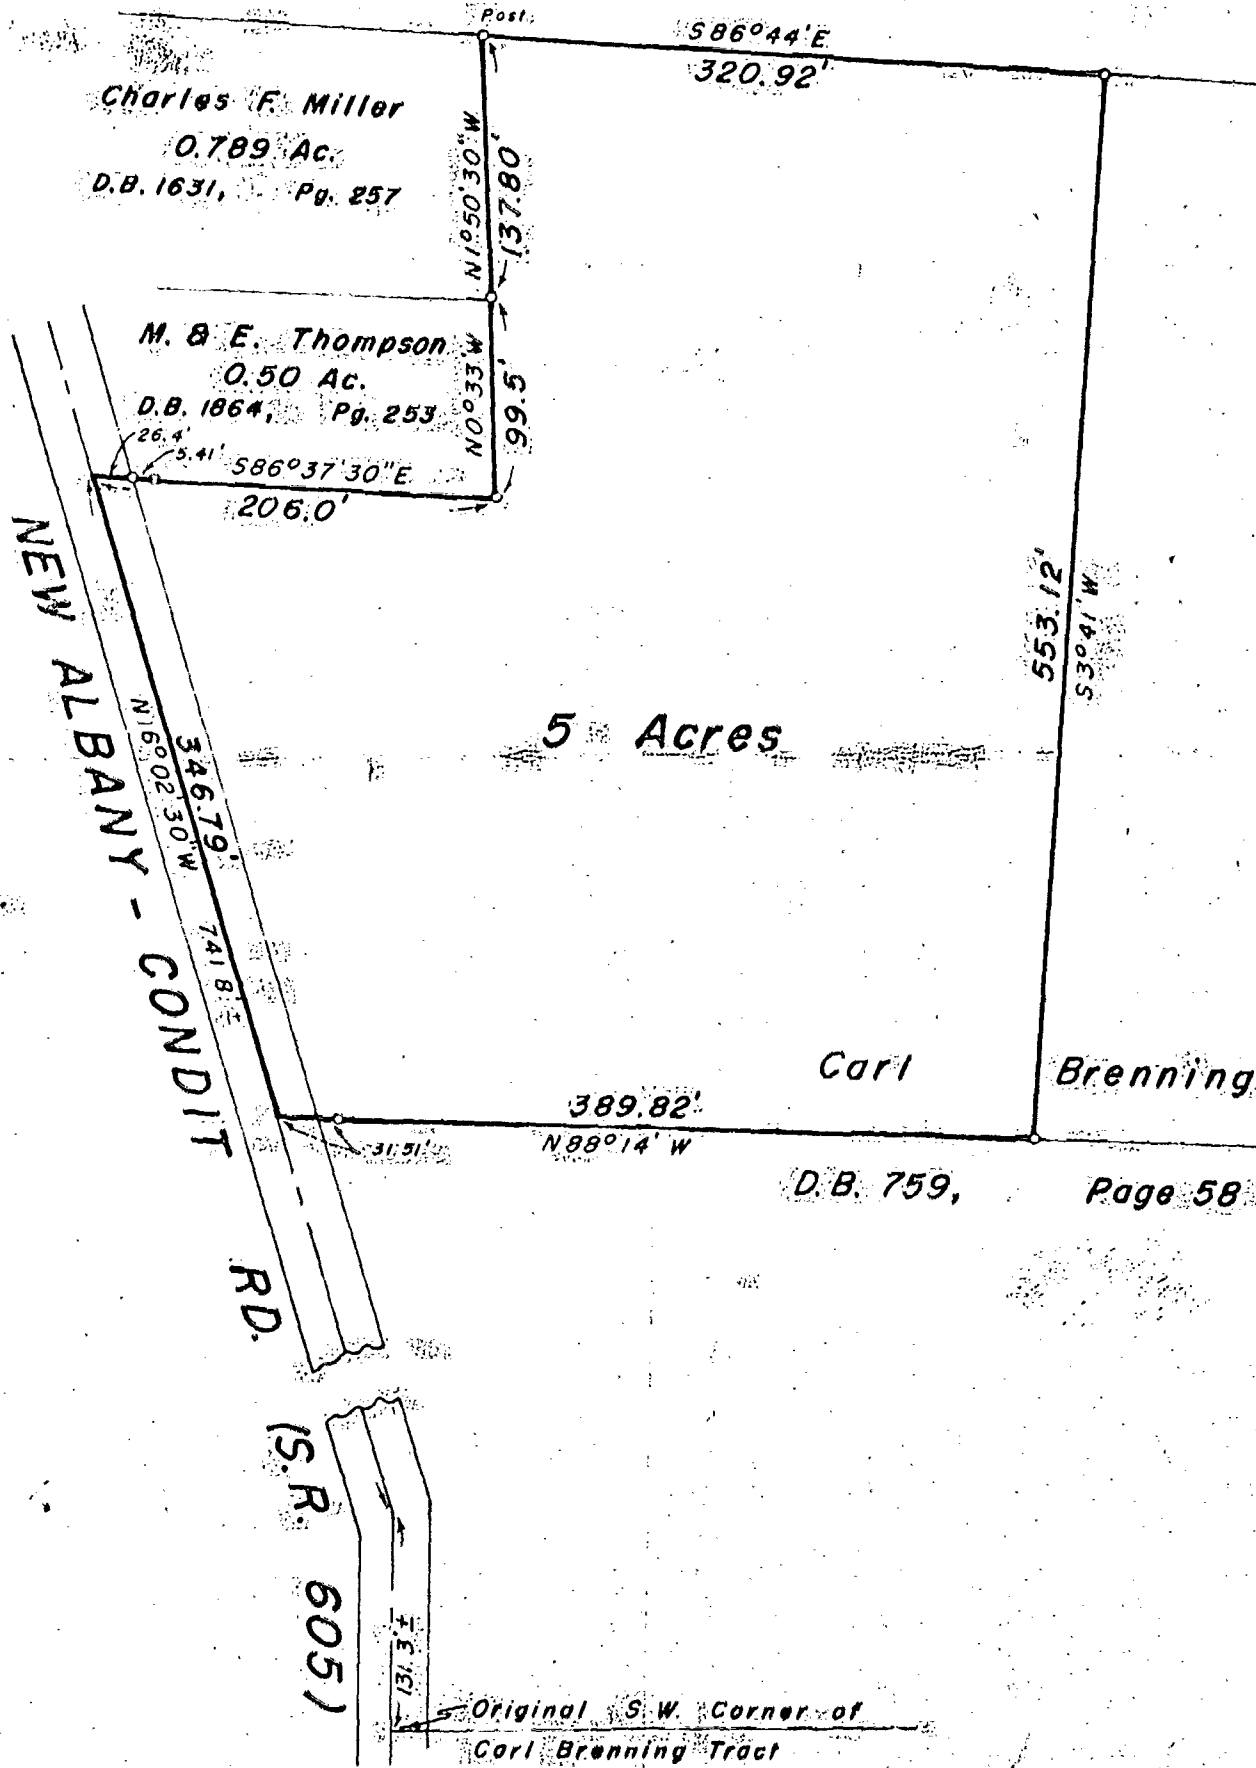 Post
S86°44'E
320.92'
Charles F. Miller
0.789 Ac.
D.B. 1631, Pg. 257
N1°50'30"W
137.80'
M. & E. Thompson
0.50 Ac.
D.B. 1864, Pg. 253
N0°33'W
99.5'
26.4'
5.41'
S86°37'30"E
206.0'
553.12'
S3°41'W
5 Acres
NEW ALBANY - CONDIT RD. (S.R. 605)
346.79'
N16°02'30"W
741.8'±
Carl Brenning
389.82'
N88°14'W
31.51'
D.B. 759, Page 58
131.3'±
Original S.W. Corner of
Carl Brenning Tract